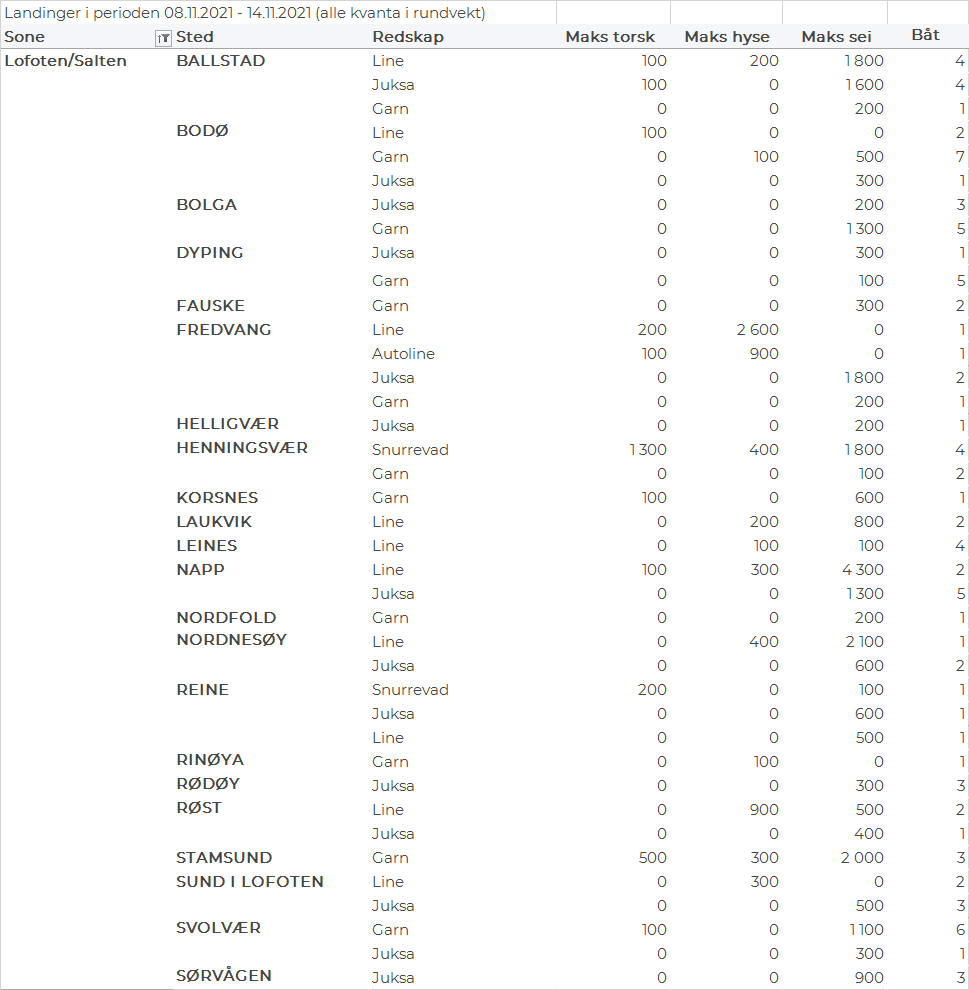 Landinger i perioden 08.11.2021 - 14.11.2021 (alle kvanta i rundvekt)
Sone Sted Redskap Maks torsk Maks hyse Maks sei Båt
Lofoten/Salten BALLSTAD Line 100 200 1 800 4
Juksa 100 0 1 600 4
Garn 0 0 200 1
BODØ Line 100 0 0 2
Garn 0 100 500 7
Juksa 0 0 300 1
BOLGA Juksa 0 0 200 3
Garn 0 0 1 300 5
DYPING Juksa 0 0 300 1
Garn 0 0 100 5
FAUSKE Garn 0 0 300 2
FREDVANG Line 200 2 600 0 1
Autoline 100 900 0 1
Juksa 0 0 1 800 2
Garn 0 0 200 1
HELLIGVÆR Juksa 0 0 200 1
HENNINGSVÆR Snurrevad 1 300 400 1 800 4
Garn 0 0 100 2
KORSNES Garn 100 0 600 1
LAUKVIK Line 0 200 800 2
LEINES Line 0 100 100 4
NAPP Line 100 300 4 300 2
Juksa 0 0 1 300 5
NORDFOLD Garn 0 0 200 1
NORDNESØY Line 0 400 2 100 1
Juksa 0 0 600 2
REINE Snurrevad 200 0 100 1
Juksa 0 0 600 1
Line 0 0 500 1
RINØYA Garn 0 100 0 1
RØDØY Juksa 0 0 300 3
RØST Line 0 900 500 2
Juksa 0 0 400 1
STAMSUND Garn 500 300 2 000 3
SUND I LOFOTEN Line 0 300 0 2
Juksa 0 0 500 3
SVOLVÆR Garn 100 0 1 100 6
Juksa 0 0 300 1
SØRVÅGEN Juksa 0 0 900 3